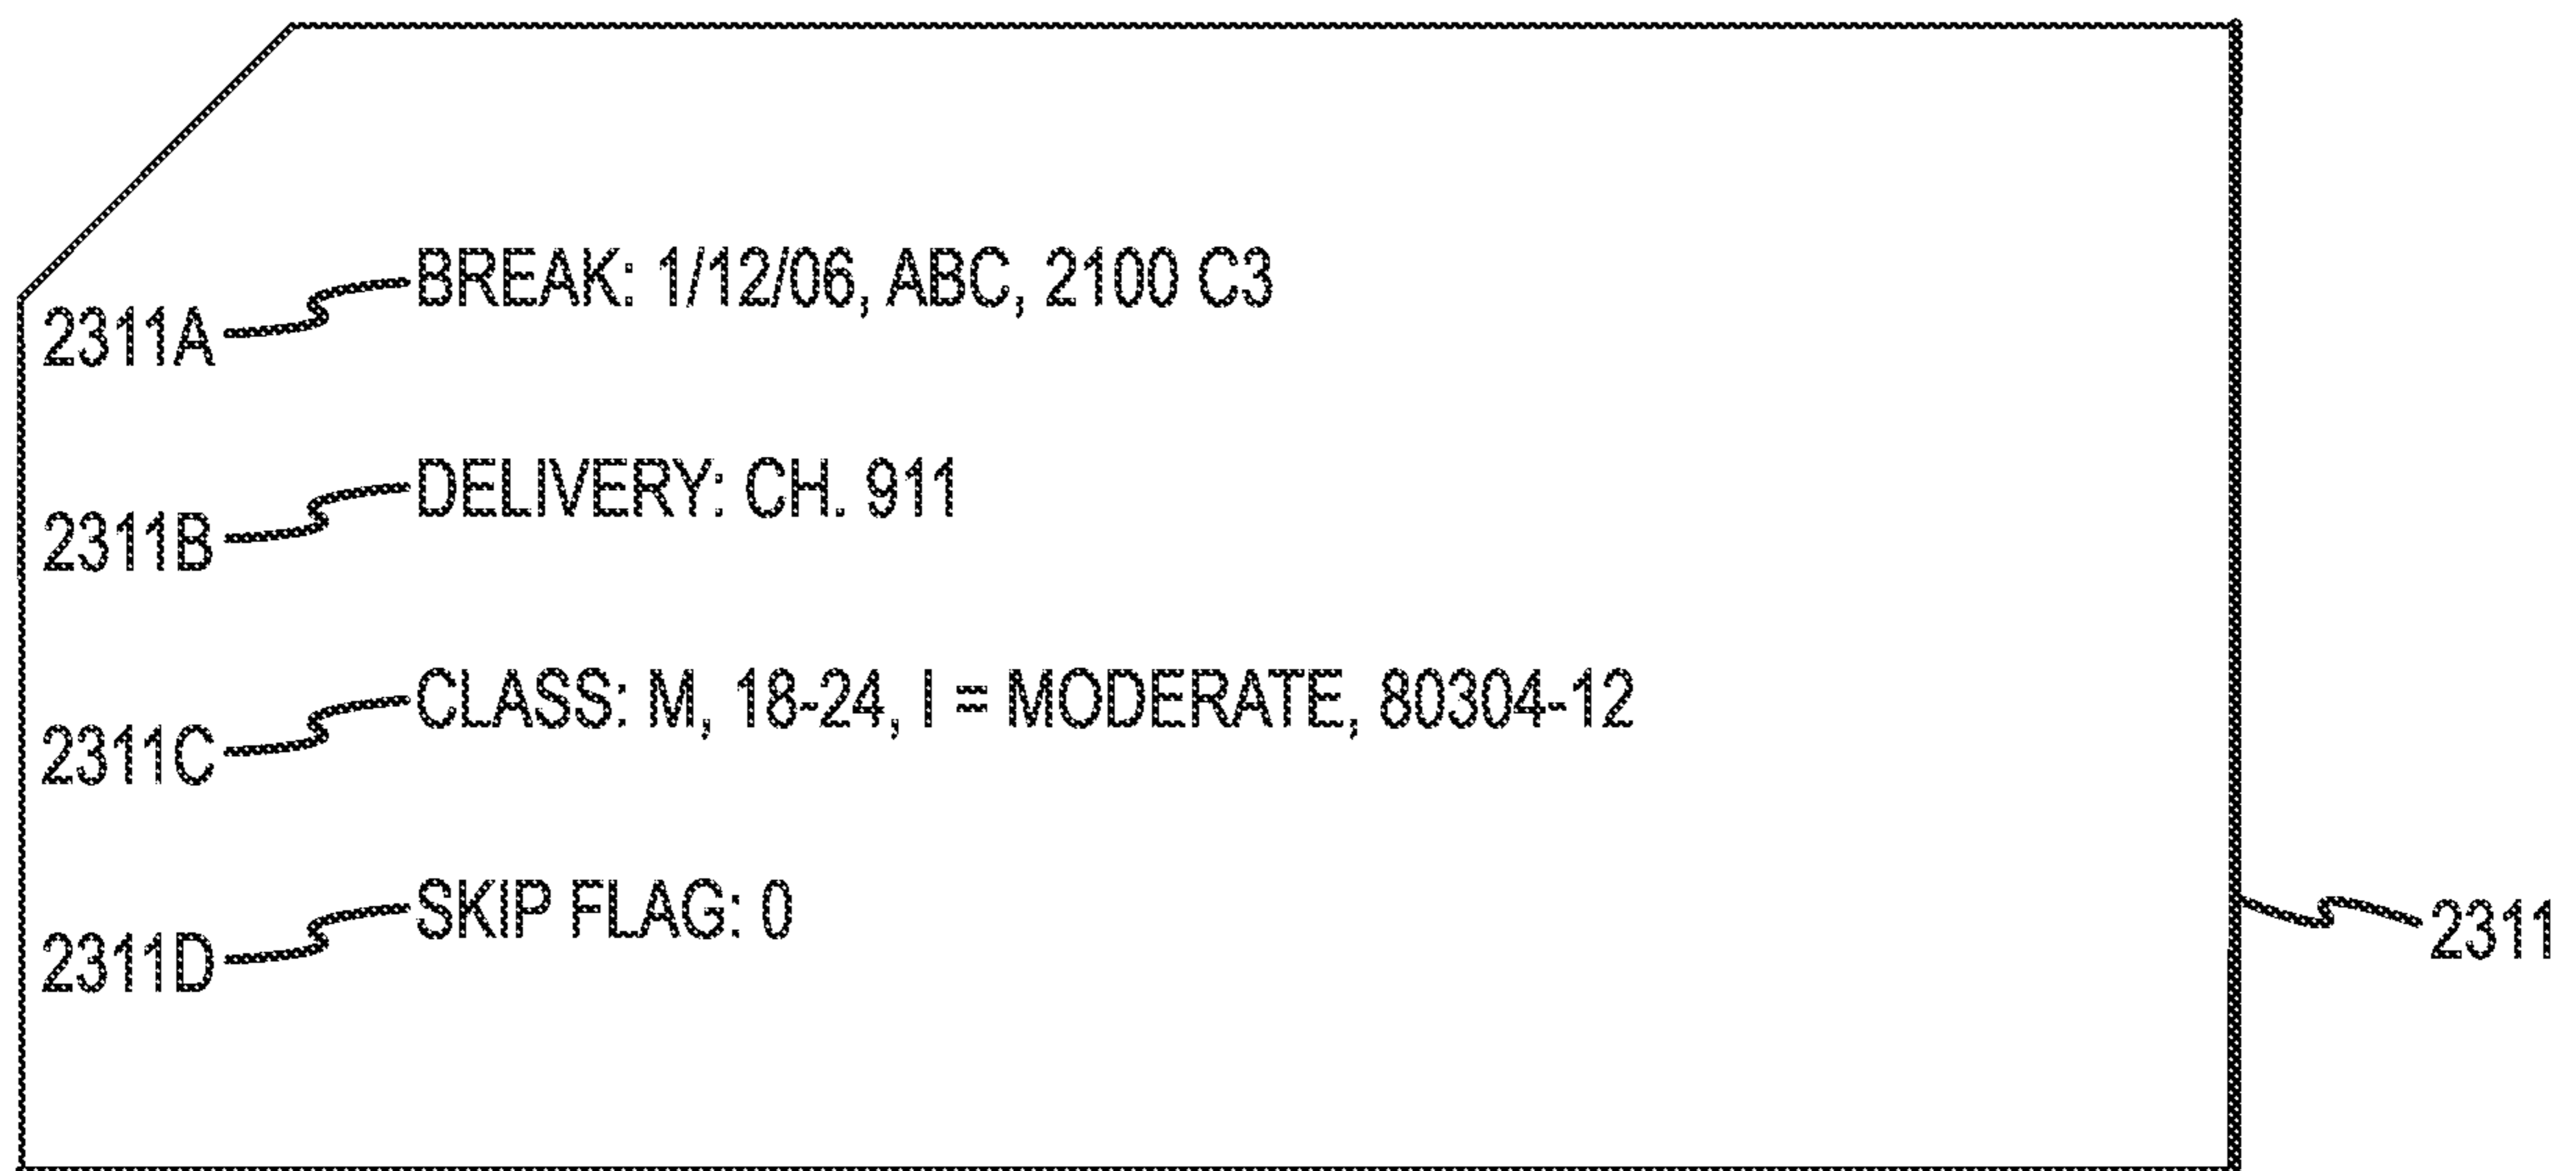 BREAK: 1/12/06, ABC, 2100 C3
2311A
DELIVERY: CH. 911
2311B
CLASS: M, 18-24, I = MODERATE, 80304-12
2311C
SKIP FLAG: 0
2311D
2311